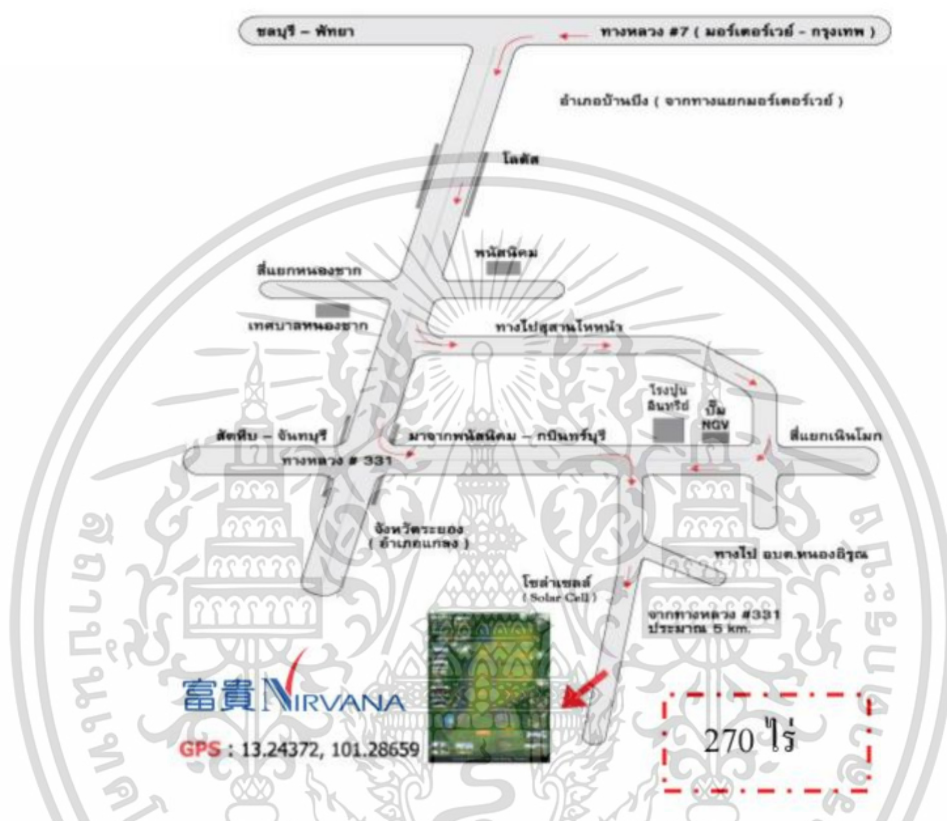 ชลบุรี – พัทยา
ทางหลวง #7 ( มอร์เตอร์เวย์ - กรุงเทพ )
อำเภอบ้านบึง ( จากทางแยกมอร์เตอร์เวย์ )
โลตัส
พนัสนิคม
สี่แยกหนองชาก
เทศบาลหนองชาก
ทางไปสุสานโหหน่ำ
โรงปูน
อินทรีย์
ปั๊ม
NGV
สัตหีบ – จันทบุรี
มาจากพนัสนิคม – กบินทร์บุรี
สี่แยกเนินโมก
ทางหลวง # 331
จังหวัดระยอง
( อำเภอแกลง )
ทางไป อบต.หนองอิรุณ
โซล่าเซลล์
( Solar Cell )
จากทางหลวง #331
ประมาณ 5 km.
富貴 NIRVANA
GPS : 13.24372, 101.28659
270 ไร่